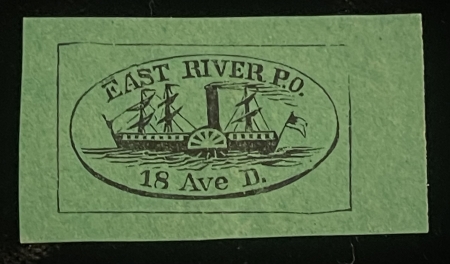 EAST RIVER P.O.
18 Ave D.